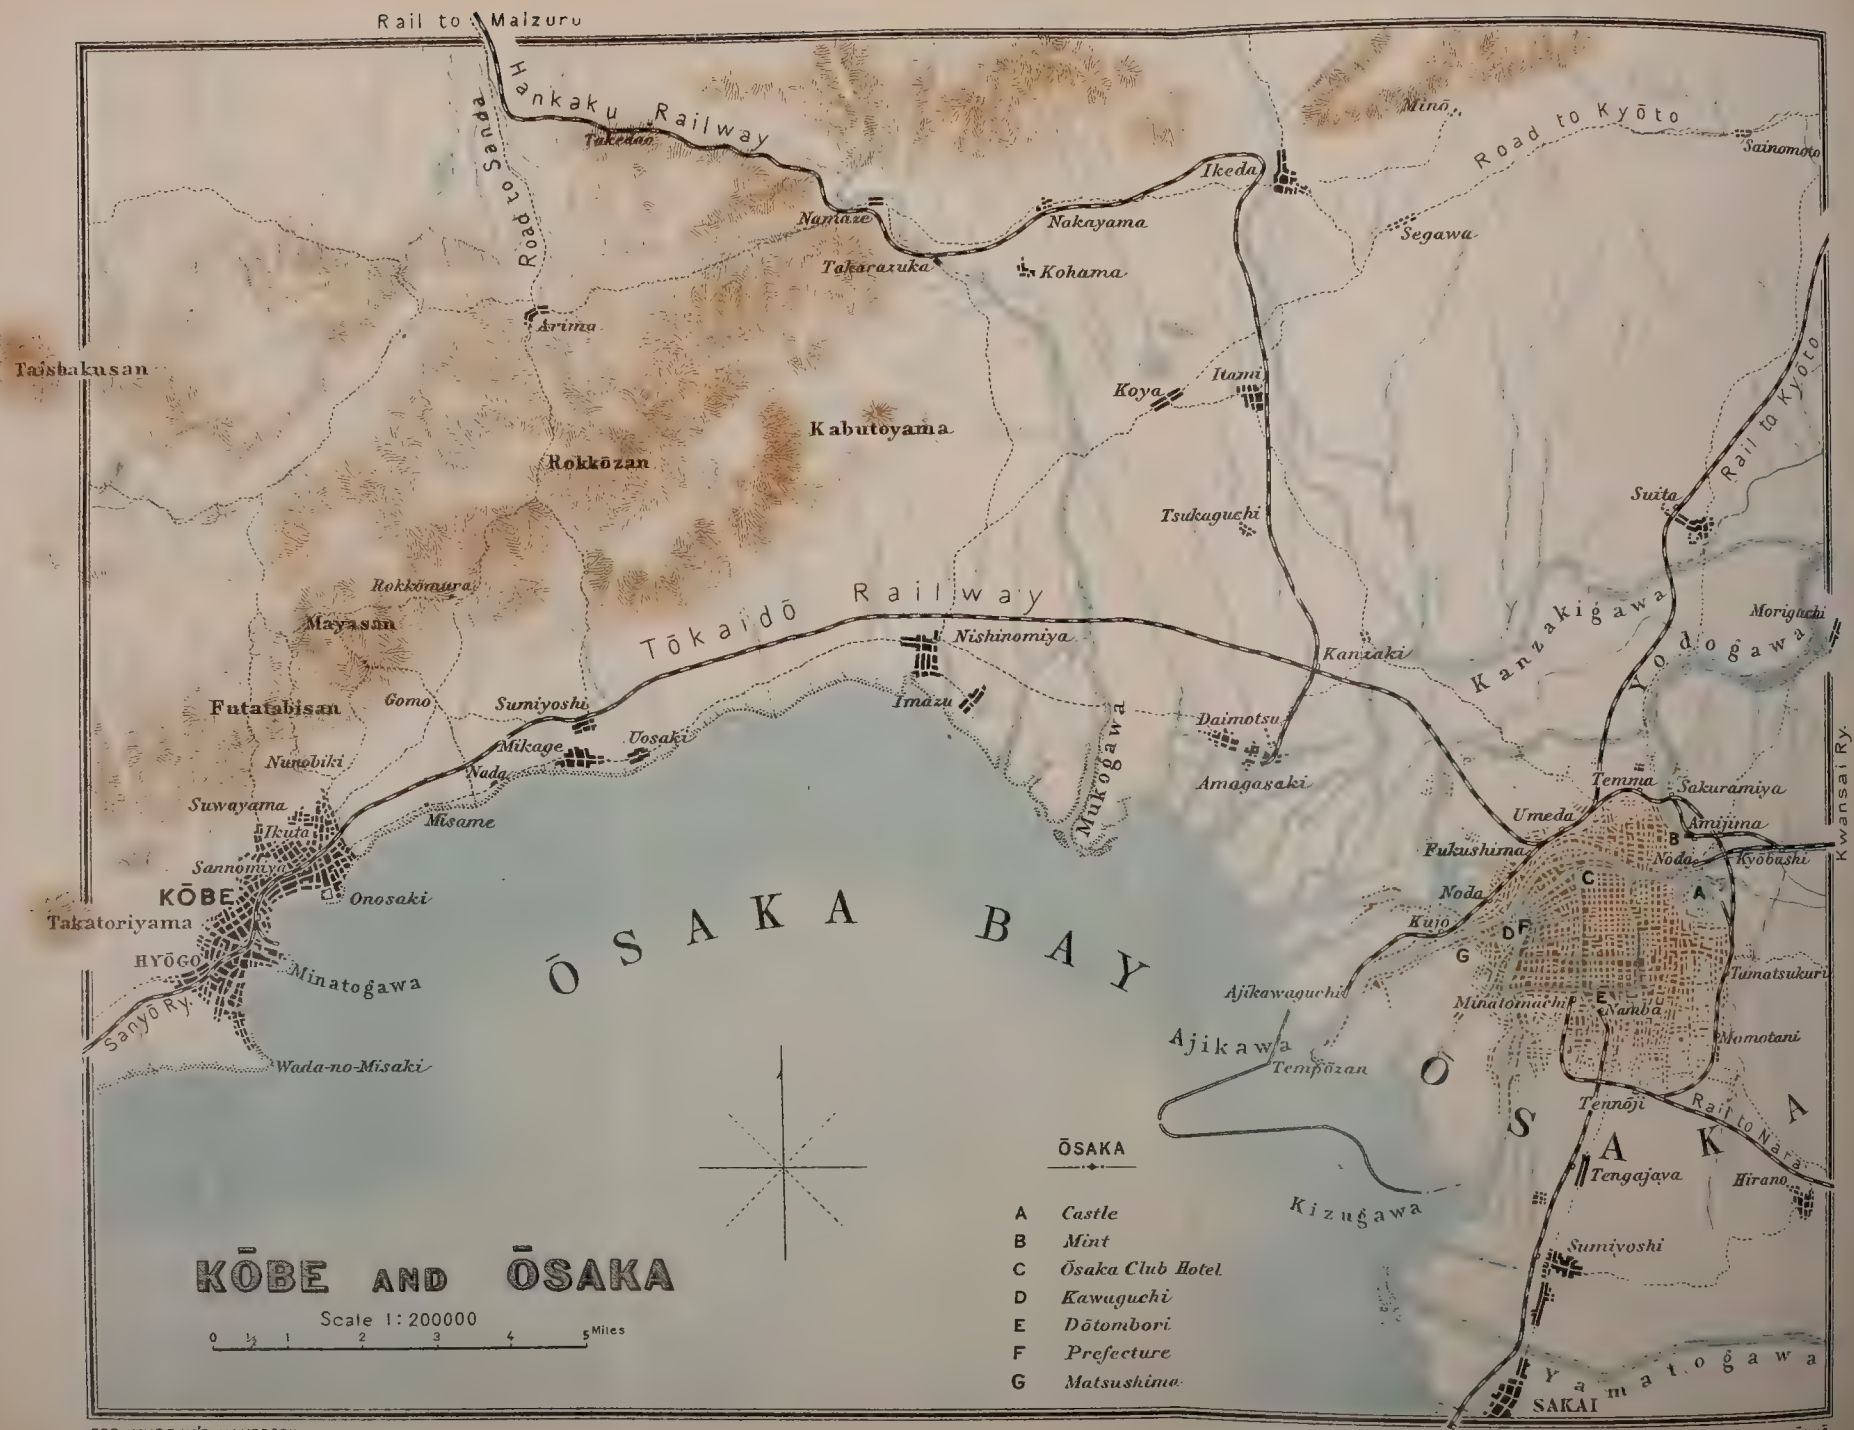 Rail to Maizuru
Hankaku Railway
Road to Sanda
Takedao
Minō
Road to Kyōto
Sainomoto
Ikeda
Namaze
Nakayama
Segawa
Takarazuka
Kohama
Arima
Taishakusan
Rail to Kyōto
Koya
Itami
Kabutoyama
Rokkōzan
Suita
Tsukaguchi
Rokkōmura
Tōkaidō Railway
Kanzakigawa
Moriguchi
Mayasan
Yodogawa
Nishinomiya
Kanzaki
Futatabisan
Gomo
Sumiyoshi
Imazu
Daimotsu
Mukogawa
Mikage
Uosaki
Kwansai Ry.
Nunobiki
Nada
Amagasaki
Temma
Sakuramiya
Suwayama
Misame
Umeda
Amijima
Ikuta
B
Fukushima
Noda
Kyōbashi
Sannomiya
C
KŌBE
Onosaki
Noda
A
Takatoriyama
ŌSAKA BAY
Kujo
D
F
HYŌGO
G
Minatogawa
Tamatsukuri
Ajikawaguchi
Minatomachi
E
Namba
Sanyō Ry.
Ajikawa
Momotani
Wada-no-Misaki
Tempōzan
ŌSAKA
Tennōji
Rail to Nara
Tengajaya
Hirano
Kizugawa
Sumiyoshi
ŌSAKA
A Castle
B Mint
C Ōsaka Club Hotel
D Kawaguchi
E Dōtombori
F Prefecture
G Matsushima
KŌBE AND ŌSAKA
Scale 1:200000
0 ½ 1 2 3 4 5 Miles
Yamatogawa
SAKAI